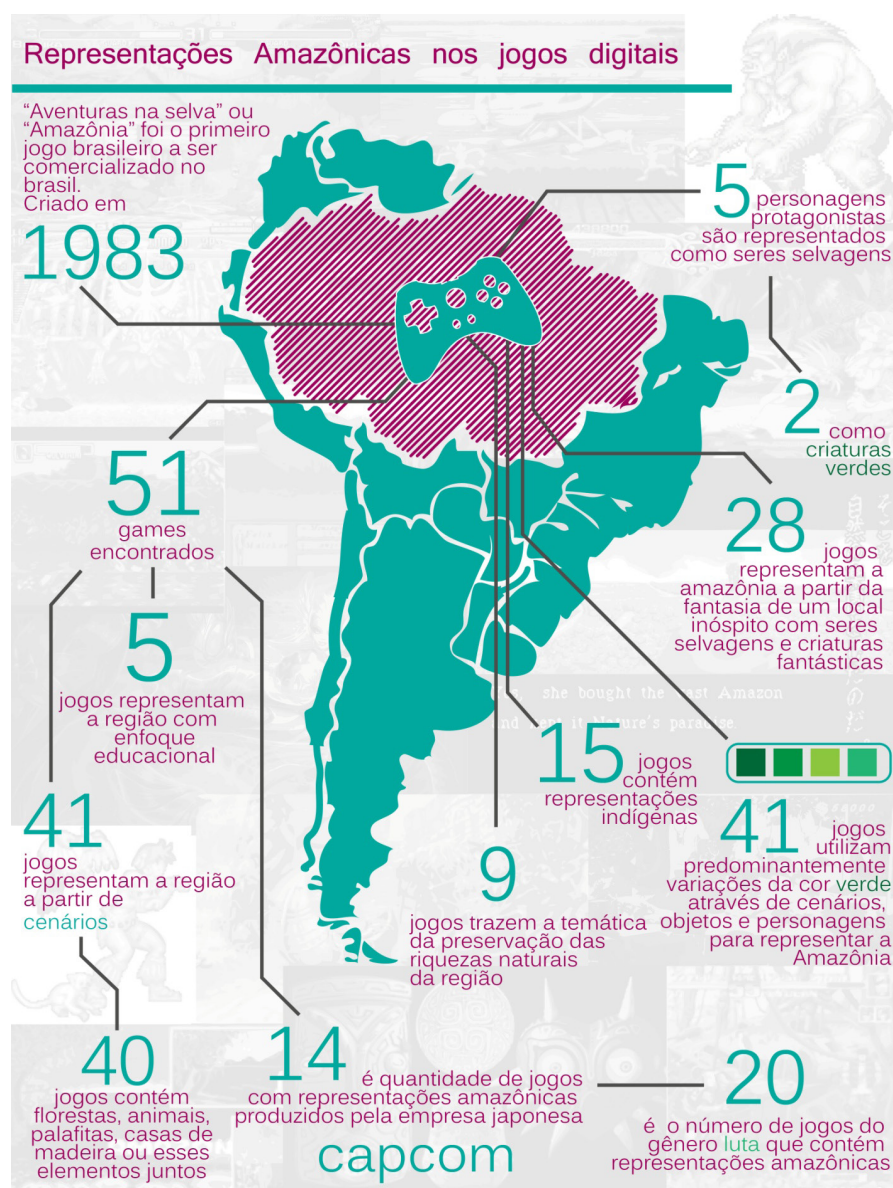 Representações Amazônicas nos jogos digitais
“Aventuras na selva” ou
“Amazônia” foi o primeiro
jogo brasileiro a ser
comercializado no
brasil.
Criado em
1983
5 personagens
protagonistas
são representados
como seres selvagens
2 como
criaturas
verdes
51
games
encontrados
28 jogos
representam a
amazônia a partir da
fantasia de um local
inóspito com seres
selvagens e criaturas
fantásticas
5
jogos representam
a região com
enfoque
educacional
she bought the last Amazon
and kept it Nature's paradise.
15 jogos
contém
representações
indígenas
41
jogos
representam a região
a partir de
cenários
9
jogos trazem a temática
da preservação das
riquezas naturais
da região
41 jogos
utilizam
predominantemente
variações da cor verde
através de cenários,
objetos e personagens
para representar a
Amazônia
40
jogos contém
florestas, animais,
palafitas, casas de
madeira ou esses
elementos juntos
14 é quantidade de jogos
com representações amazônicas
produzidos pela empresa japonesa
capcom
20
é o número de jogos do
gênero luta que contém
representações amazônicas